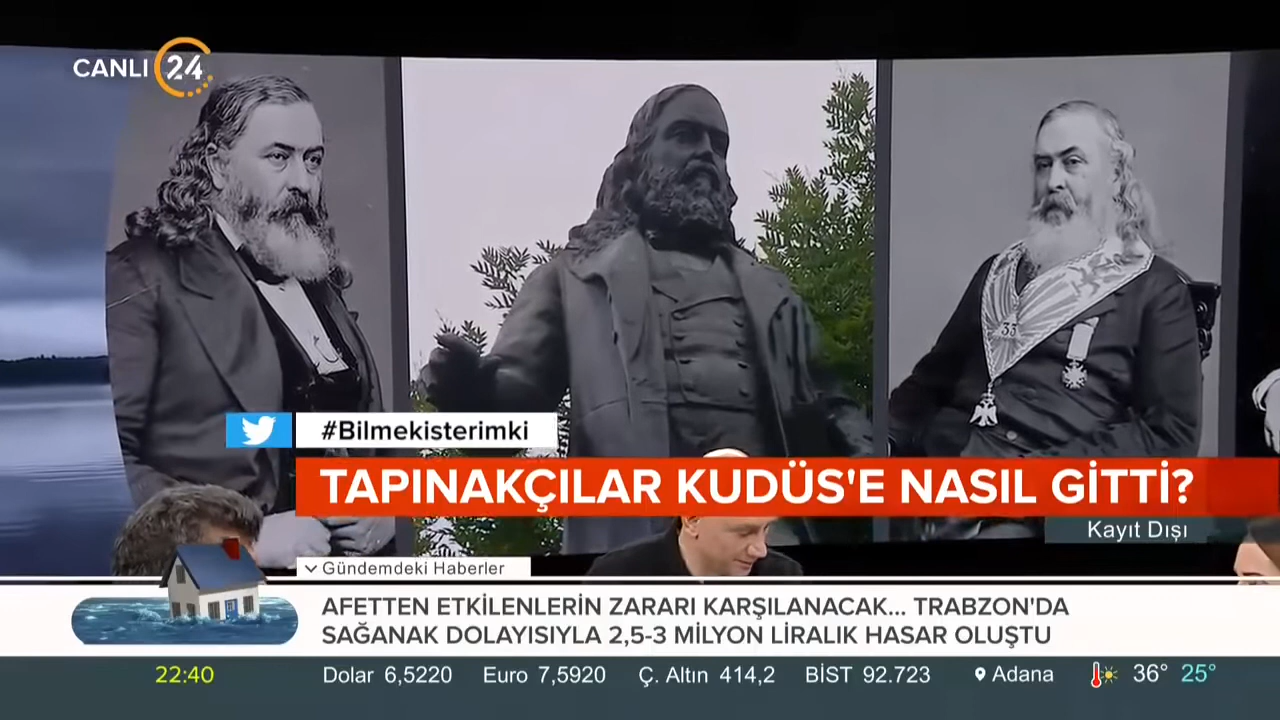 CANLI 24
33
#Bilmekisterimki
TAPINAKÇILAR KUDÜS'E NASIL GİTTİ?
Kayıt Dışı
Gündemdeki Haberler
AFETTEN ETKİLENLERİN ZARARI KARŞILANACAK... TRABZON'DA
SAĞANAK DOLAYISIYLA 2,5-3 MİLYON LİRALIK HASAR OLUŞTU
22:40 Dolar 6,5220 Euro 7,5920 Ç. Altın 414,2 BİST 92.723 Adana 36° 25°